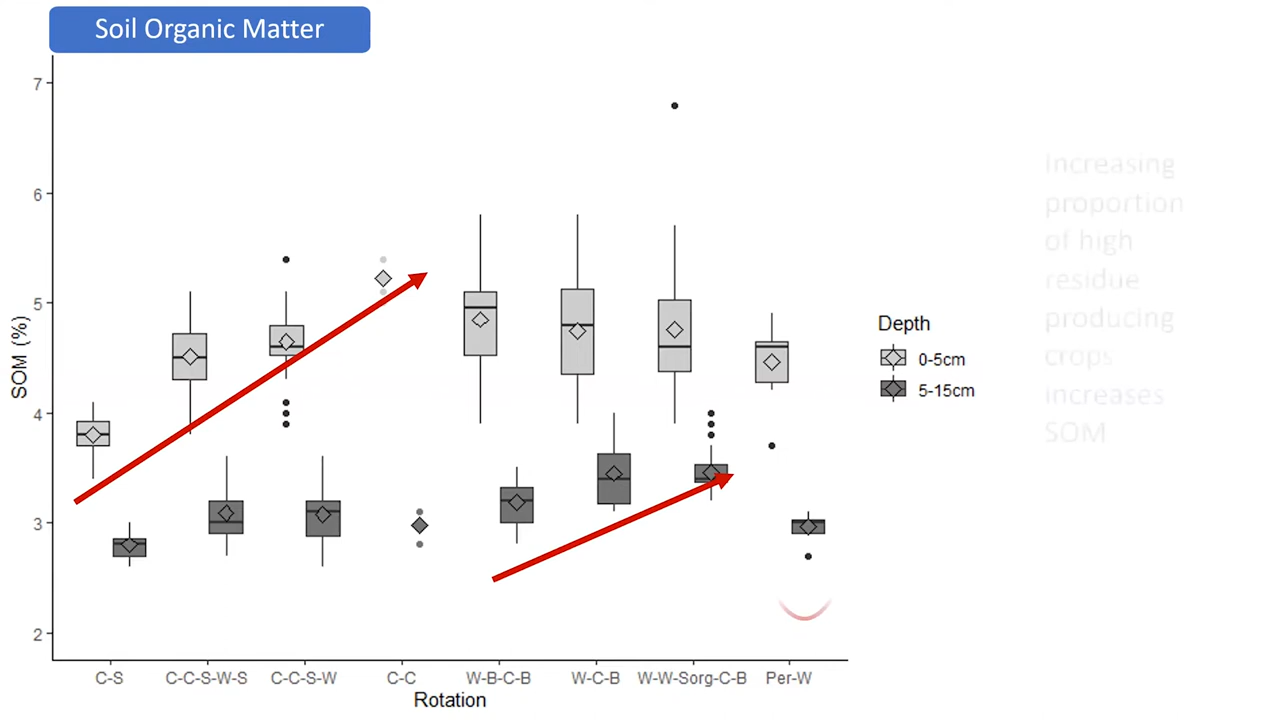 Soil Organic Matter
7
6
5
4
3
2
SOM (%)
C-S
C-C-S-W-S
C-C-S-W
C-C
W-B-C-B
W-C-B
W-W-Sorg-C-B
Per-W
Rotation
Depth
0-5cm
5-15cm
Increasing
proportion
of high
residue
producing
crops
increases
SOM